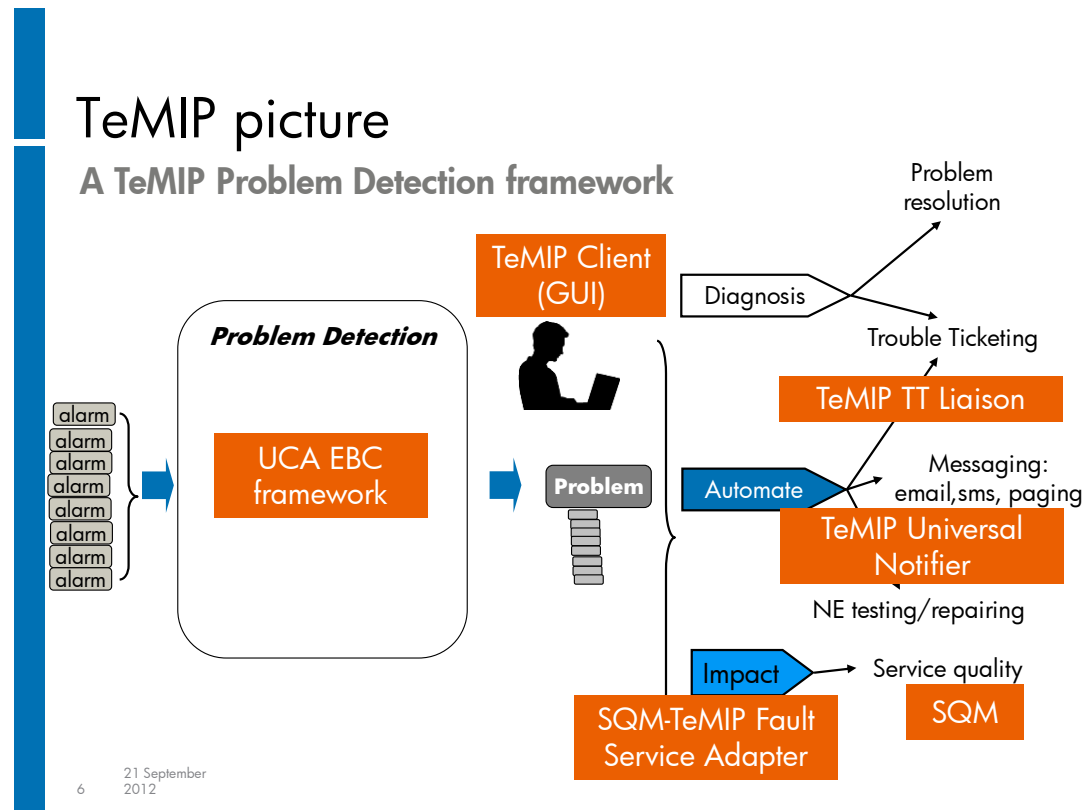 TeMIP picture
A TeMIP Problem Detection framework
Problem
resolution
TeMIP Client
(GUI)
Diagnosis
Problem Detection
Trouble Ticketing
TeMIP TT Liaison
alarm
alarm
alarm
alarm
alarm
alarm
alarm
alarm
UCA EBC
framework
Problem
Automate
Messaging:
email,sms, paging
TeMIP Universal
Notifier
NE testing/repairing
Impact
Service quality
SQM-TeMIP Fault
Service Adapter
SQM
6
21 September
2012